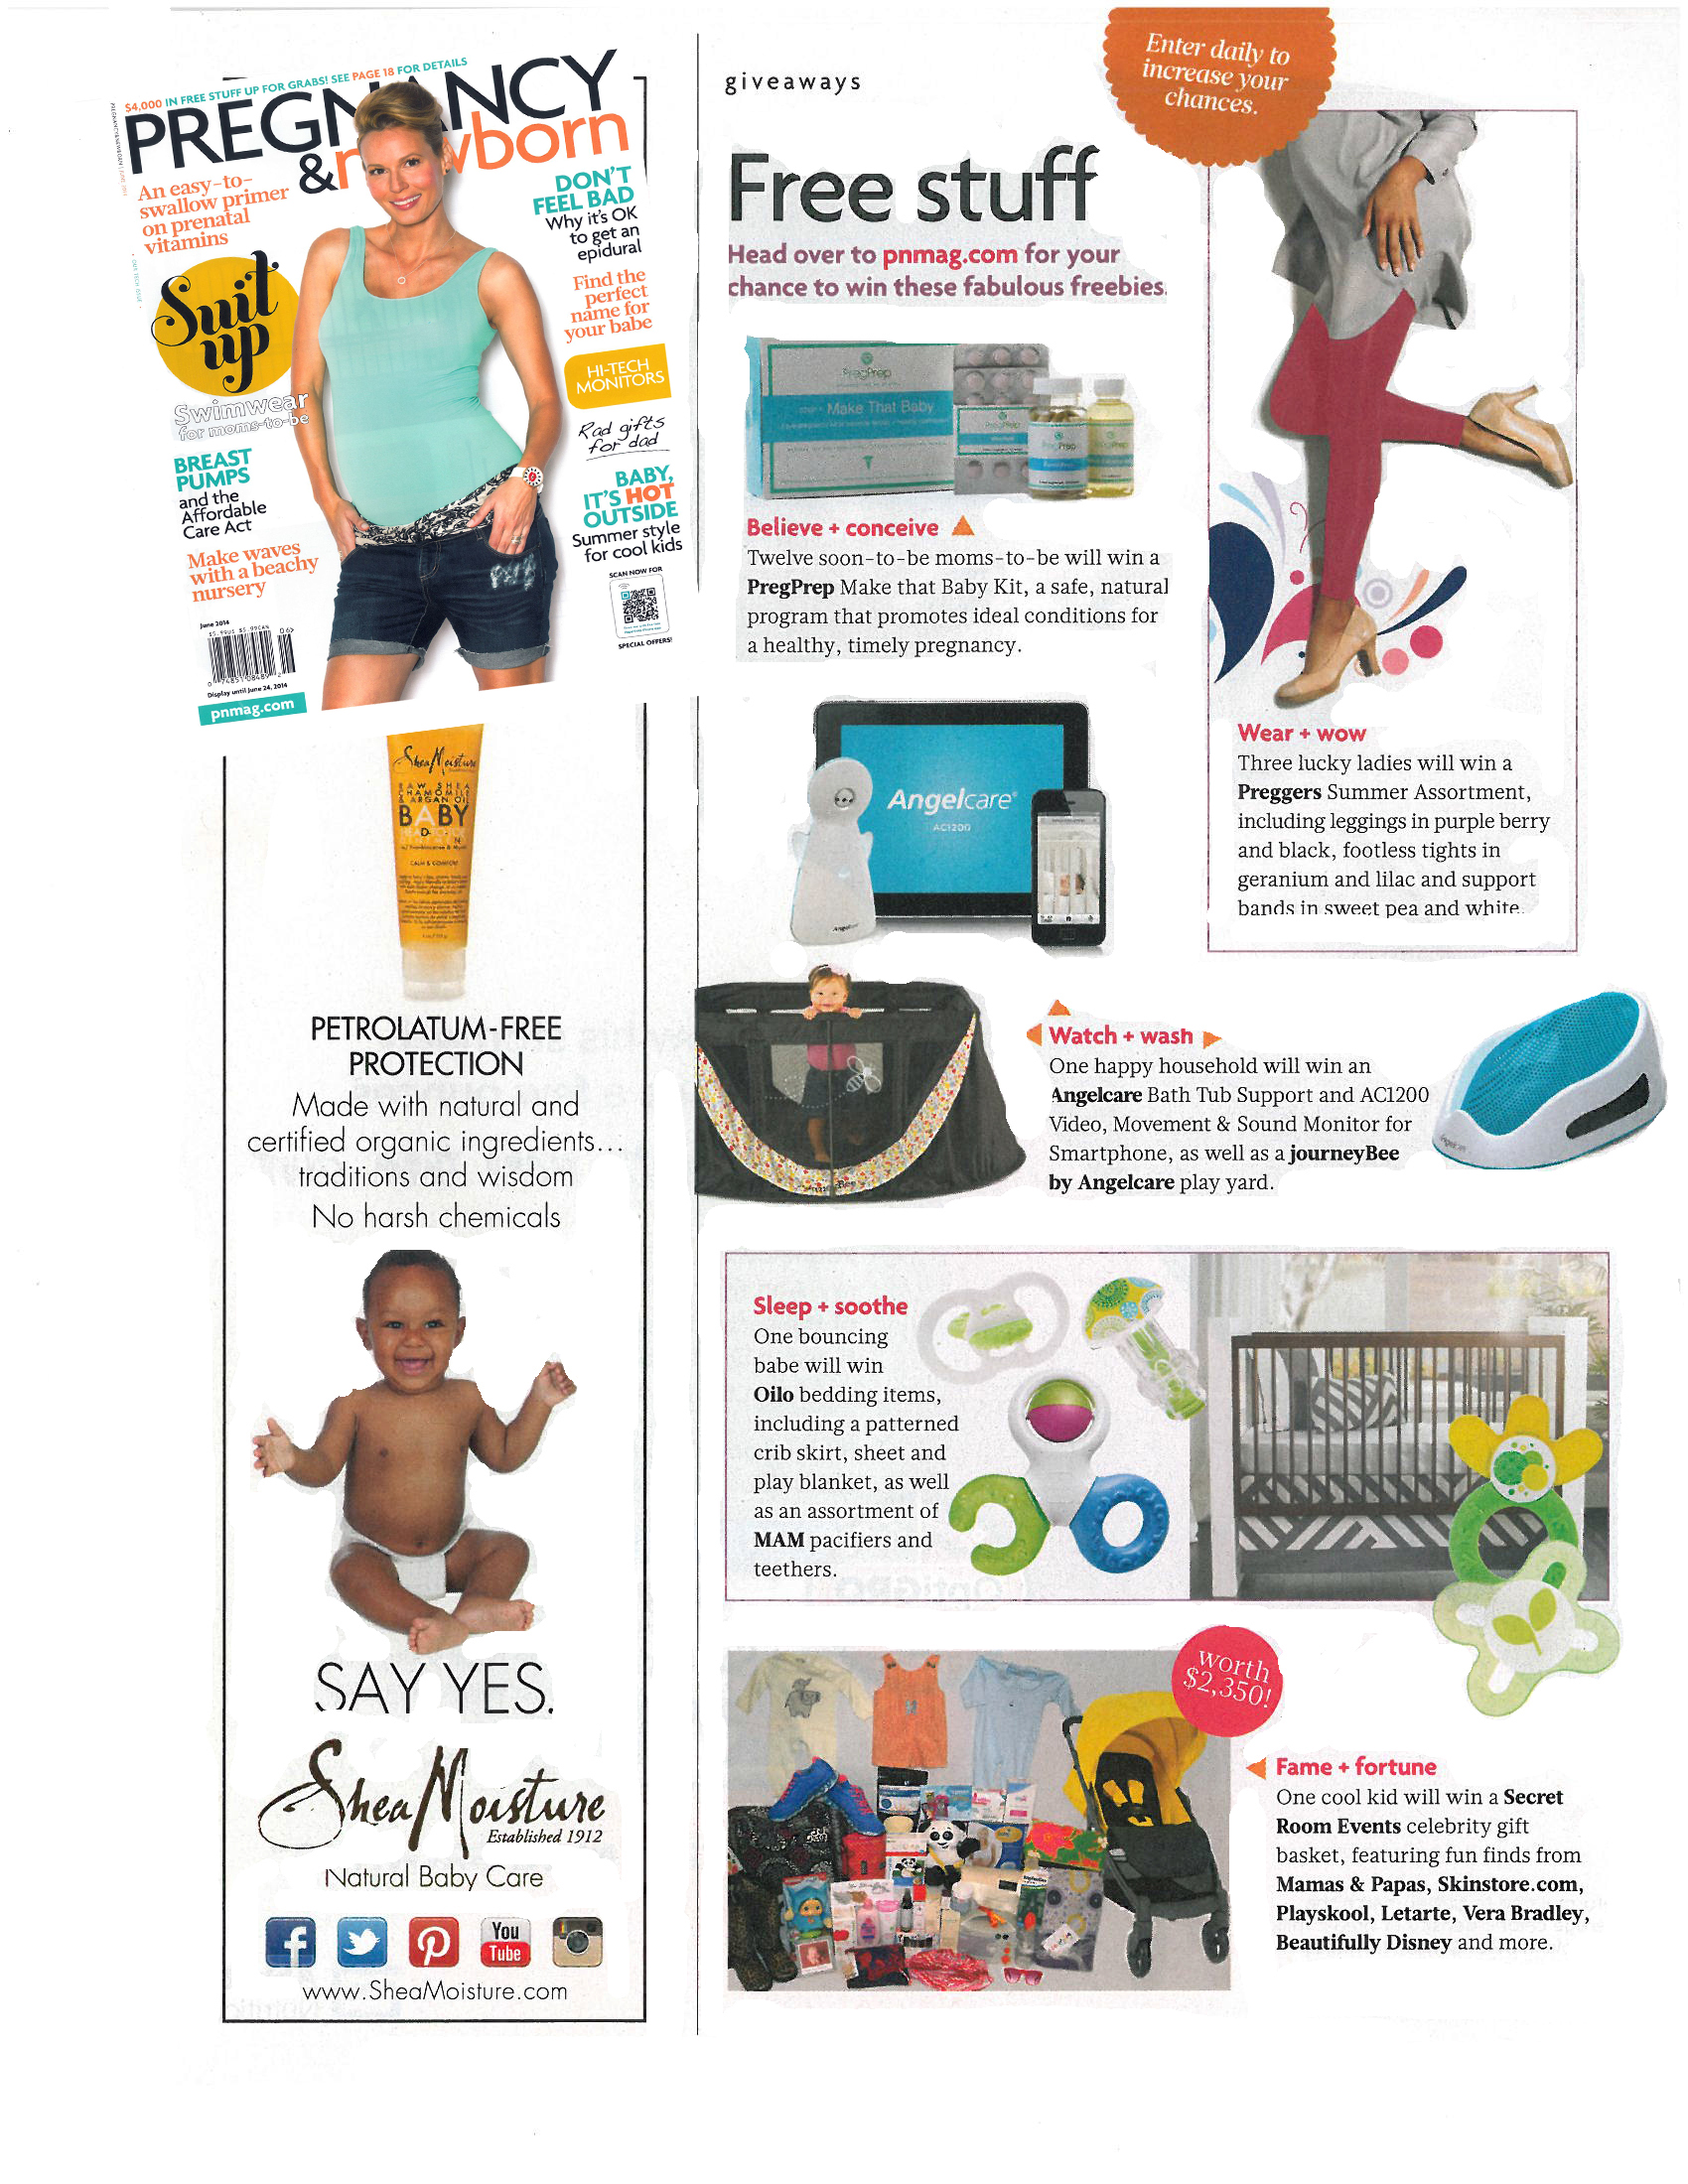 $4,000 IN FREE STUFF UP FOR GRABS! SEE PAGE 18 FOR DETAILS
PREGNANCY
&newborn
An easy-to-
swallow primer
on prenatal
vitamins
Suit
up
Swimwear
for moms-to-be
BREAST
PUMPS
and the
Affordable
Care Act
Make waves
with a beachy
nursery
June 2014
Display until June 24, 2014
pnmag.com
DON'T
FEEL BAD
Why it's OK
to get an
epidural
Find the
perfect
name for
your babe
HI-TECH
MONITORS
Rad gifts
for dad
BABY,
IT'S HOT
OUTSIDE
Summer style
for cool kids
SCAN NOW FOR
SPECIAL OFFERS!
SheaMoisture
RAW SHEA
CHAMOMILE
& ARGAN OIL
BABY
CALM & COMFORT
PETROLATUM-FREE
PROTECTION
Made with natural and
certified organic ingredients...
traditions and wisdom
No harsh chemicals
SAY YES.
SheaMoisture
Established 1912
Natural Baby Care
You
Tube
www.SheaMoisture.com
giveaways
Enter daily to
increase your
chances.
Free stuff
Head over to pnmag.com for your
chance to win these fabulous freebies.
PregPrep
Make That Baby
Believe + conceive
Twelve soon-to-be moms-to-be will win a
PregPrep Make that Baby Kit, a safe, natural
program that promotes ideal conditions for
a healthy, timely pregnancy.
Wear + wow
Three lucky ladies will win a
Preggers Summer Assortment,
including leggings in purple berry
and black, footless tights in
geranium and lilac and support
bands in sweet pea and white.
Angelcare
AC1200
Angelcare
Watch + wash
One happy household will win an
Angelcare Bath Tub Support and AC1200
Video, Movement & Sound Monitor for
Smartphone, as well as a journeyBee
by Angelcare play yard.
Sleep + soothe
One bouncing
babe will win
Oilo bedding items,
including a patterned
crib skirt, sheet and
play blanket, as well
as an assortment of
MAM pacifiers and
teethers.
worth
$2,350!
Fame + fortune
One cool kid will win a Secret
Room Events celebrity gift
basket, featuring fun finds from
Mamas & Papas, Skinstore.com,
Playskool, Letarte, Vera Bradley,
Beautifully Disney and more.